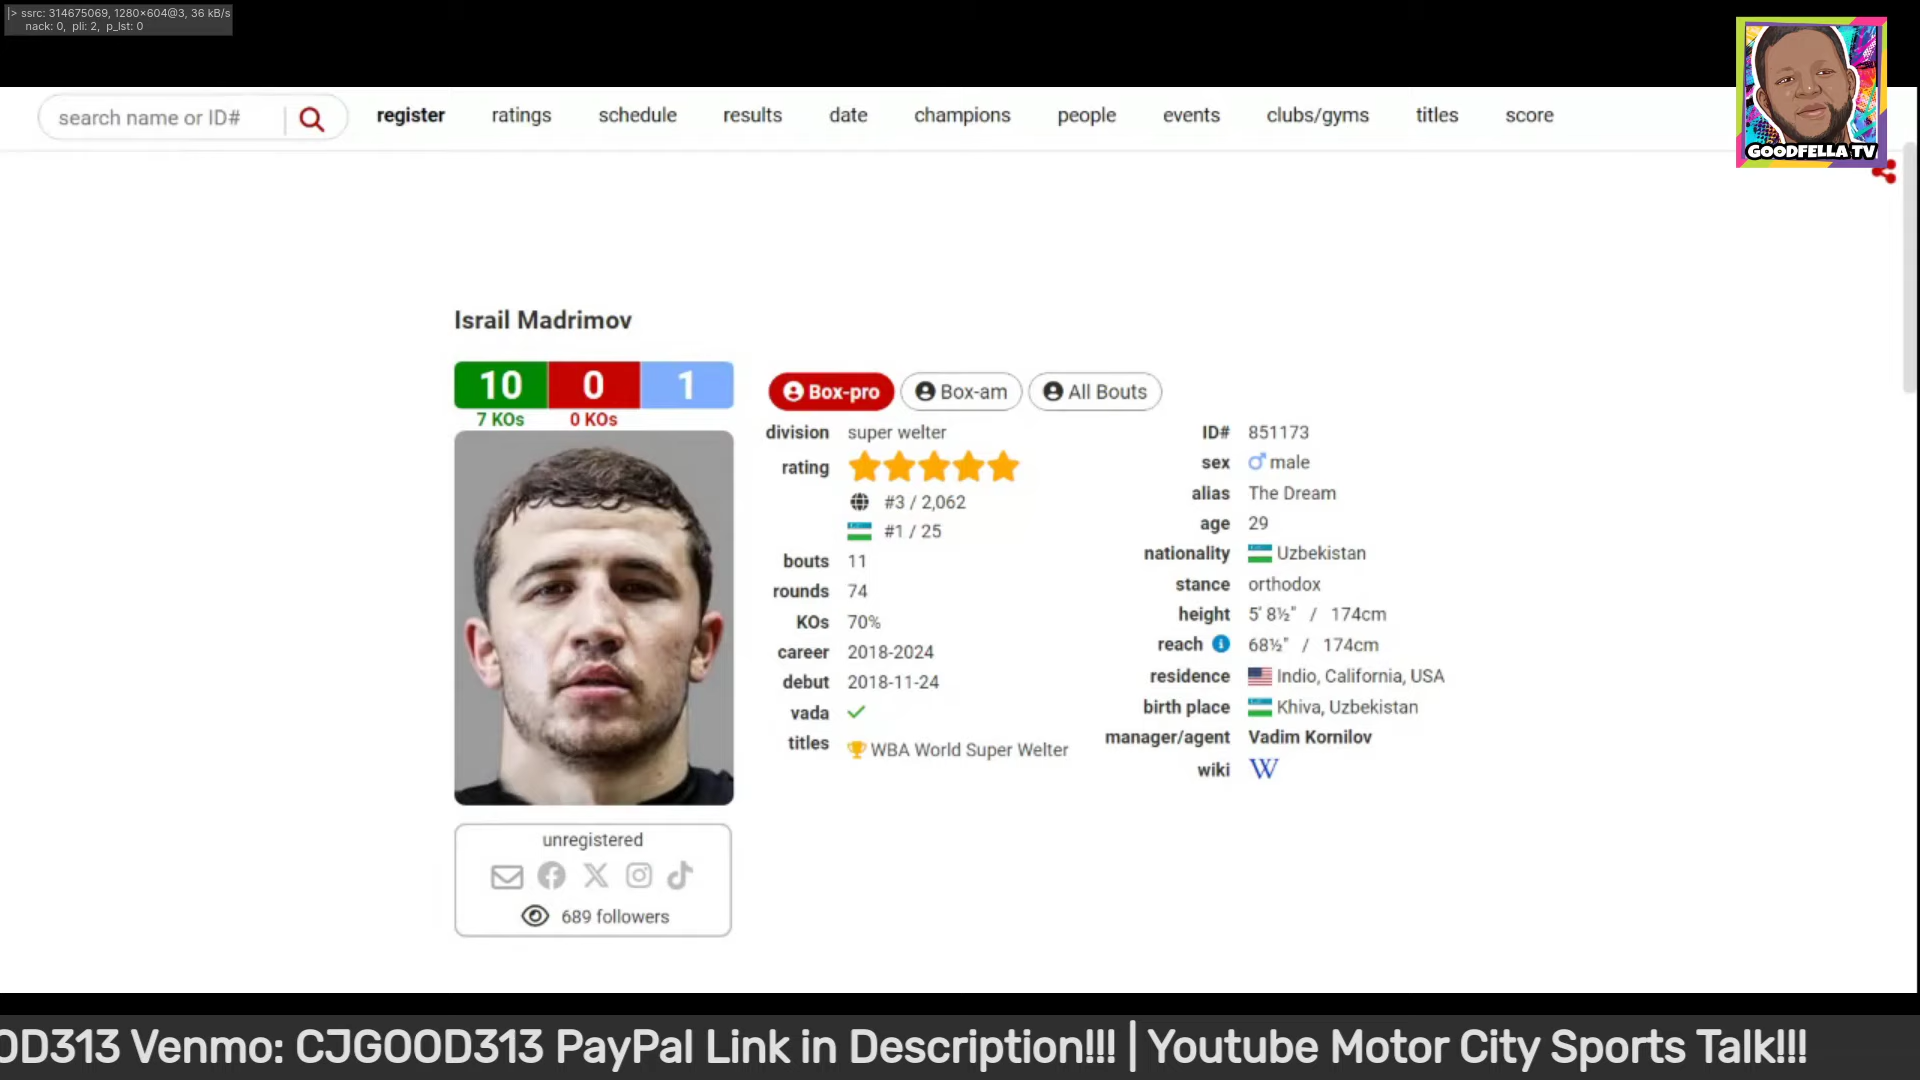 |> ssrc: 314675069, 1280×604@3, 36 kB/s
nack: 0, pli: 2, p_lst: 0
search name or ID#
register ratings schedule results date champions people events clubs/gyms titles score
GOODFELLA TV
Israil Madrimov
10 0 1
7 KOs 0 KOs
Box-pro Box-am All Bouts
division super welter
rating
#3 / 2,062
#1 / 25
bouts 11
rounds 74
KOs 70%
career 2018-2024
debut 2018-11-24
vada
titles WBA World Super Welter
ID# 851173
sex male
alias The Dream
age 29
nationality Uzbekistan
stance orthodox
height 5' 8½" / 174cm
reach 68½" / 174cm
residence Indio, California, USA
birth place Khiva, Uzbekistan
manager/agent Vadim Kornilov
wiki W
unregistered
689 followers
OD313 Venmo: CJGOOD313 PayPal Link in Description!!! | Youtube Motor City Sports Talk!!!